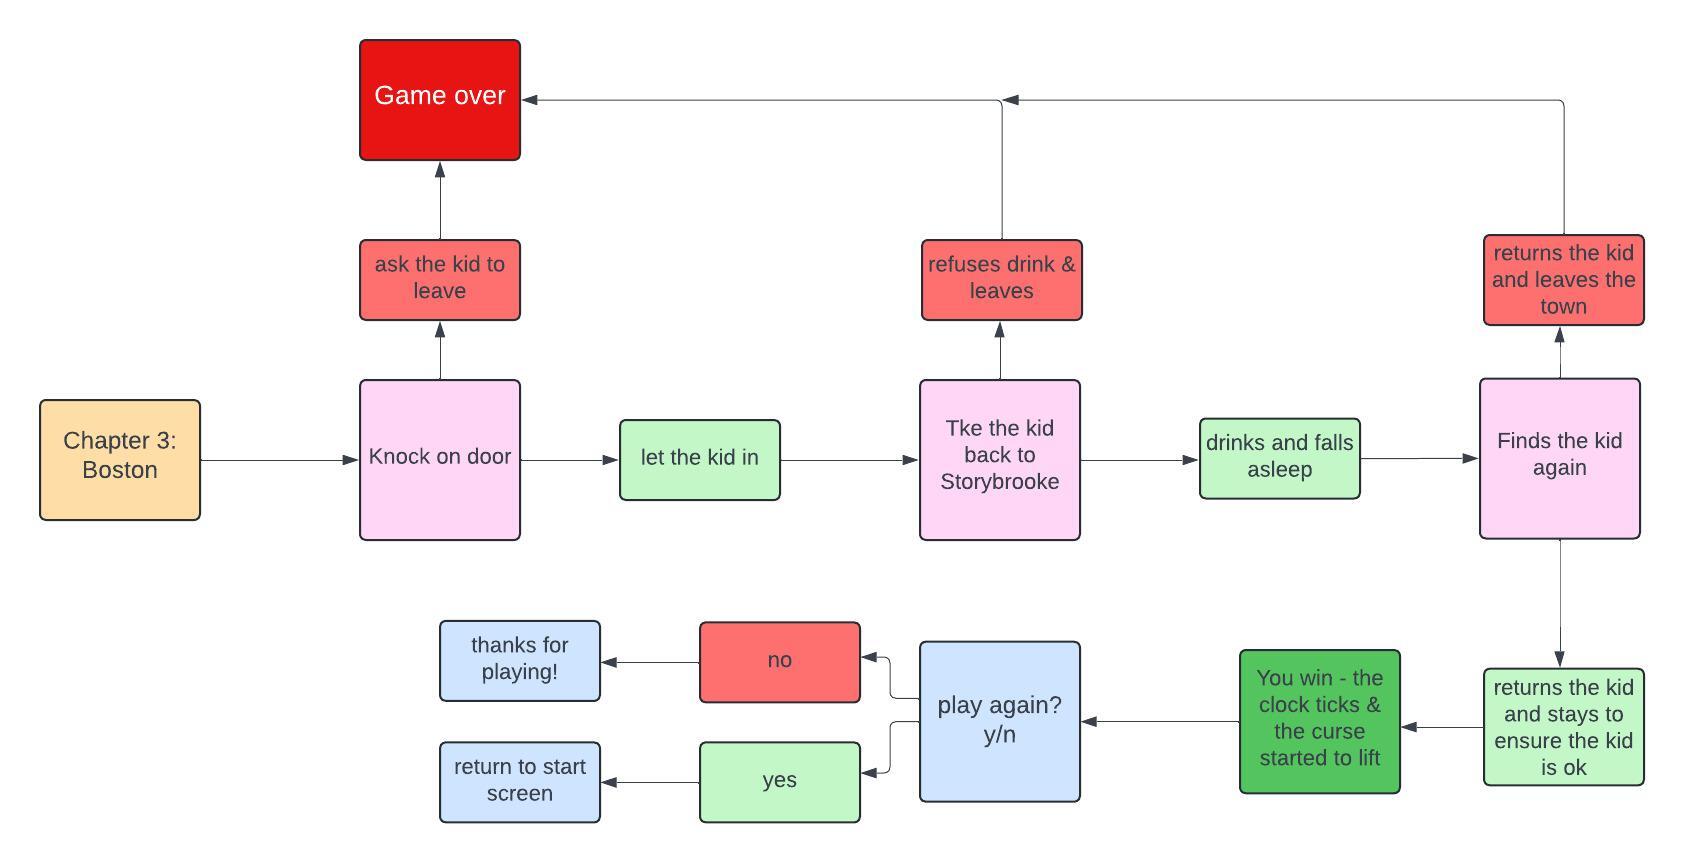 Game over
ask the kid to
leave
refuses drink &
leaves
returns the kid
and leaves the
town
Chapter 3:
Boston
Knock on door
let the kid in
Tke the kid
back to
Storybrooke
drinks and falls
asleep
Finds the kid
again
thanks for
playing!
no
play again?
y/n
You win - the
clock ticks &
the curse
started to lift
returns the kid
and stays to
ensure the kid
is ok
return to start
screen
yes